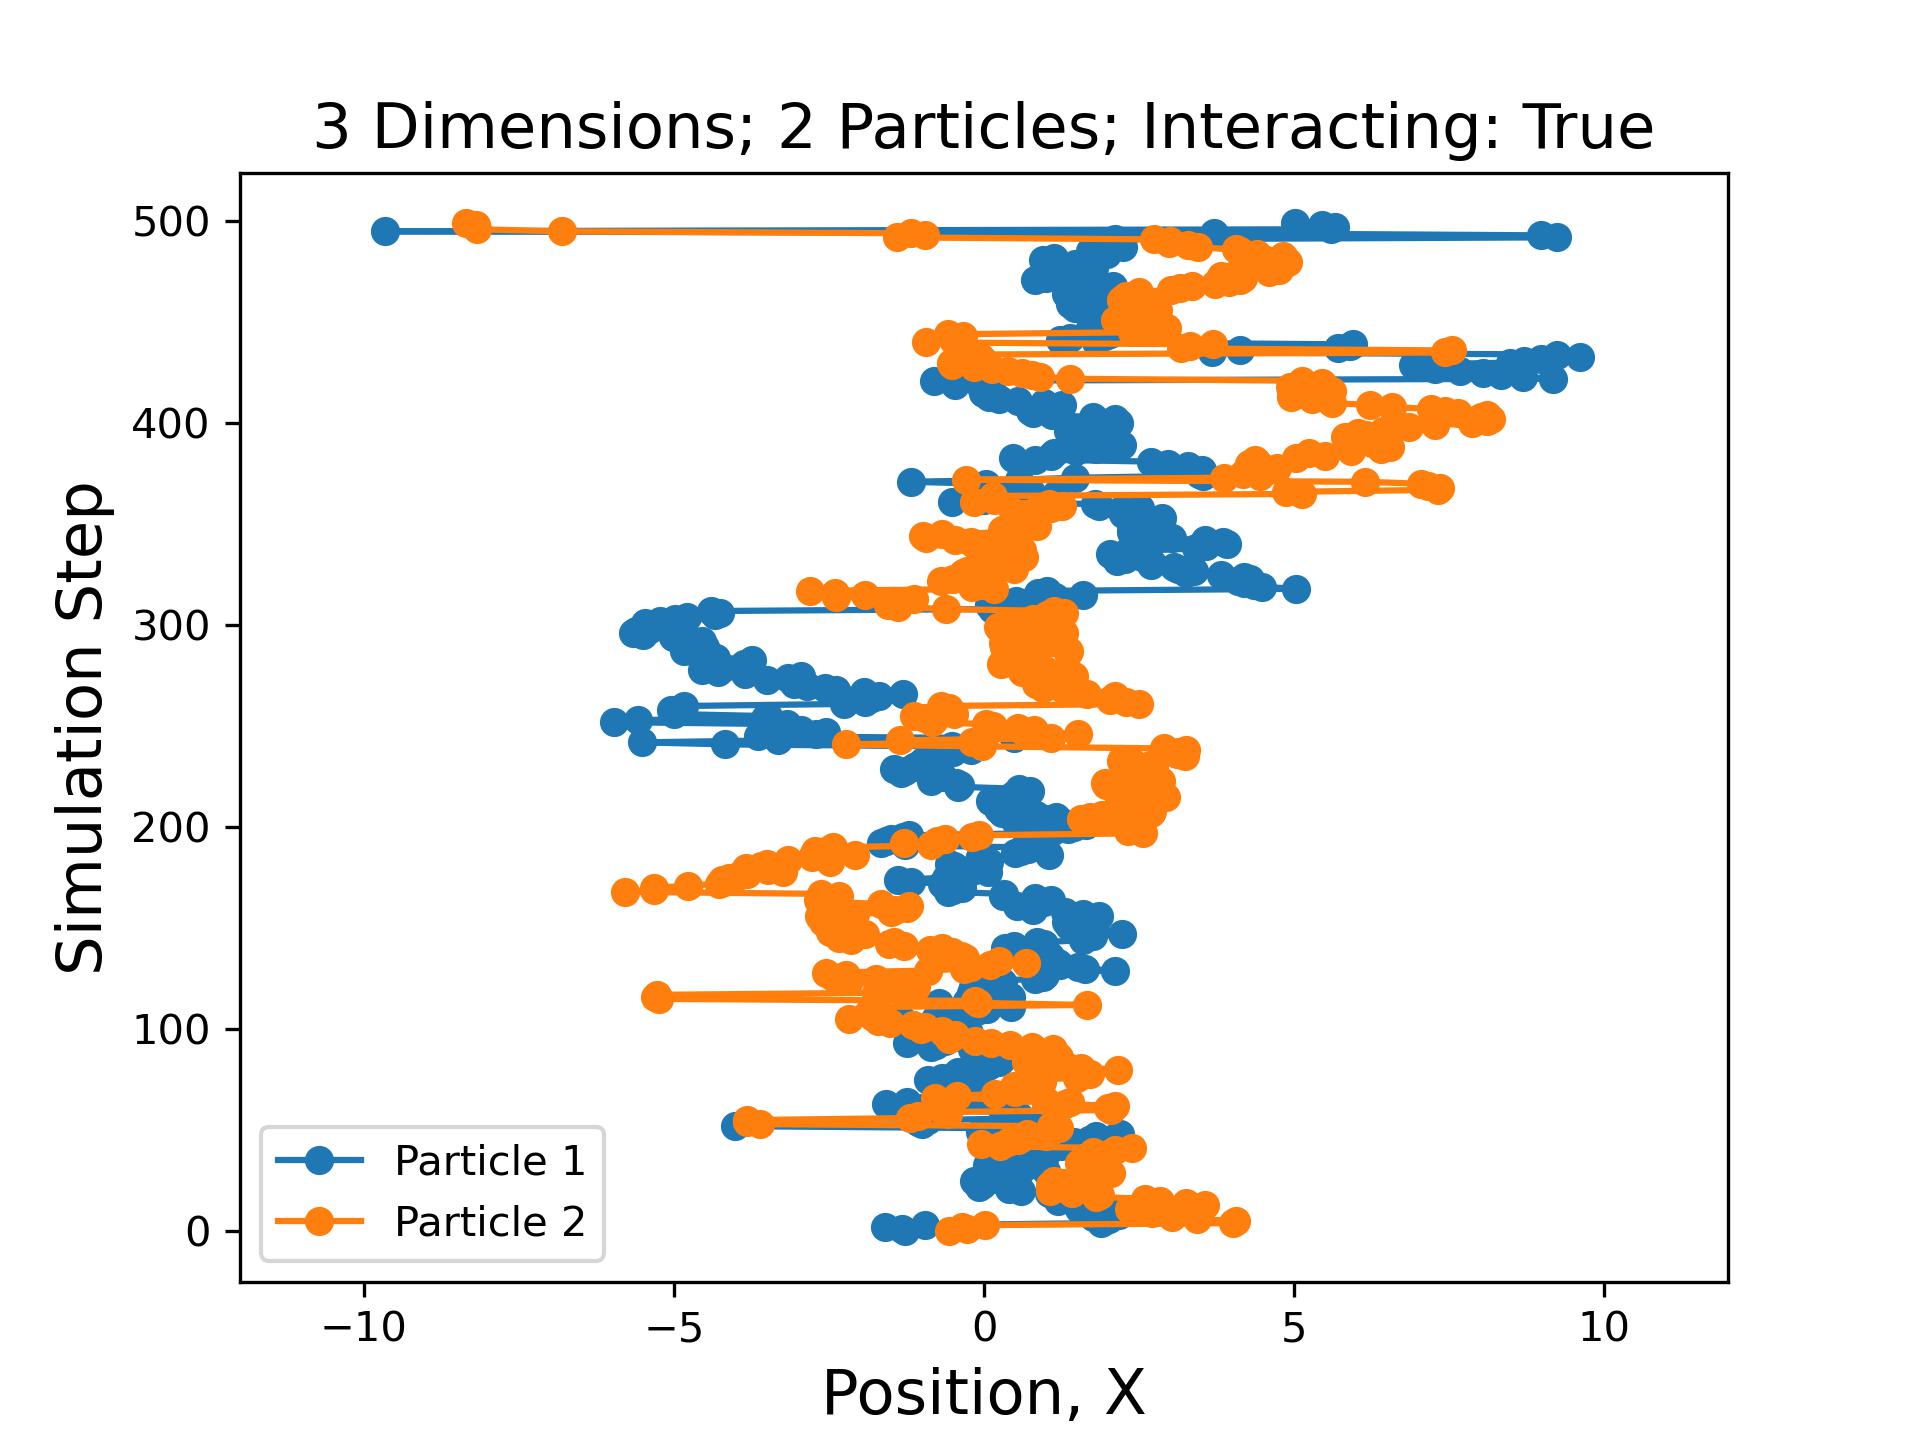 3 Dimensions; 2 Particles; Interacting: True
500
400
300
200
100
0
Simulation Step
Particle 1
Particle 2
−10 −5 0 5 10
Position, X